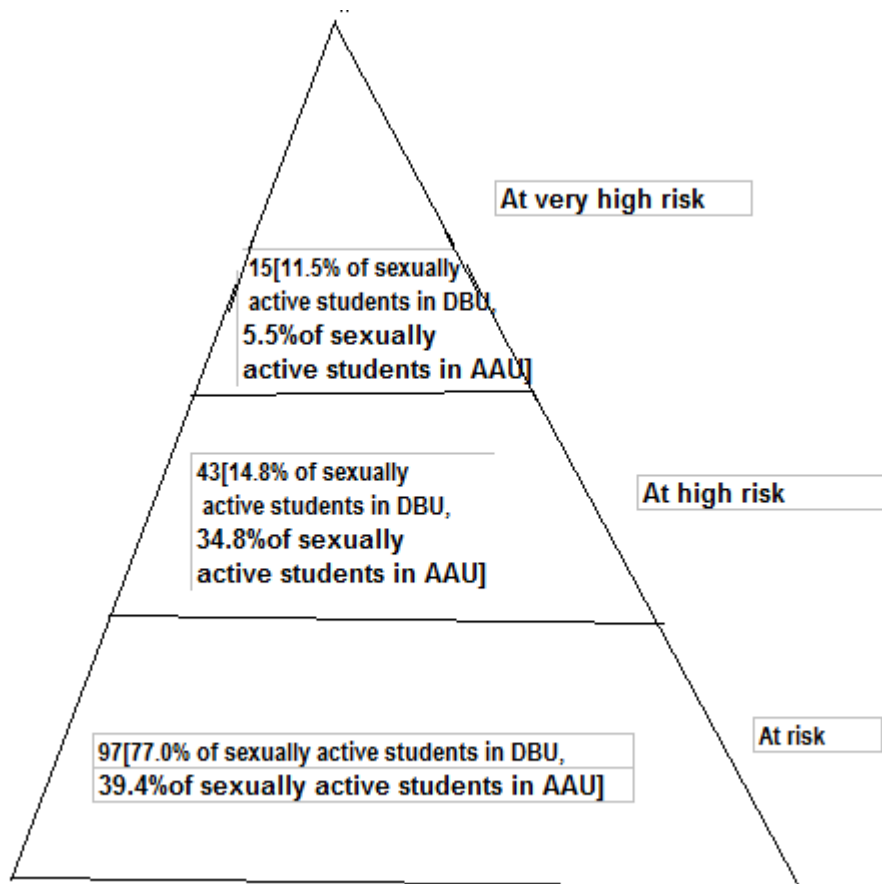 At very high risk
15[11.5% of sexually
active students in DBU,
5.5%of sexually
active students in AAU]
43[14.8% of sexually
active students in DBU,
34.8%of sexually
active students in AAU]
At high risk
97[77.0% of sexually active students in DBU,
39.4%of sexually active students in AAU]
At risk